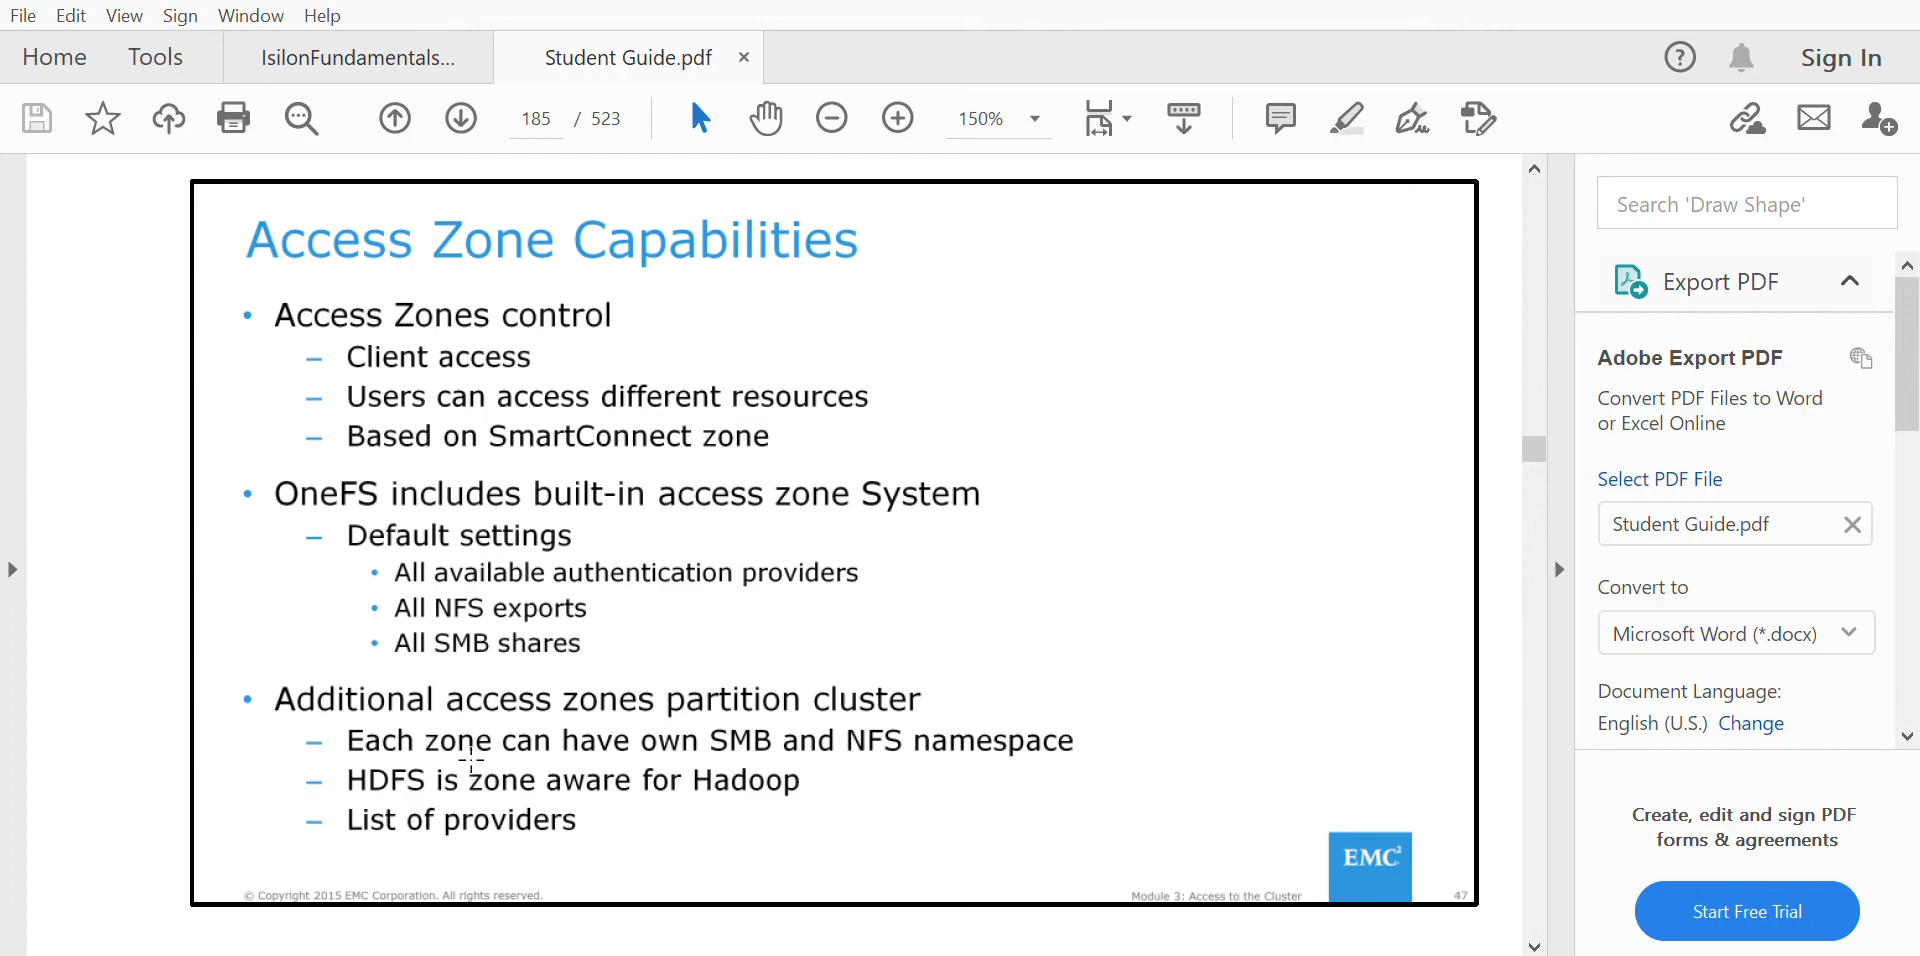 File Edit View Sign Window Help
Home Tools IsilonFundamentals... Student Guide.pdf × Sign In
185 / 523 150%
Access Zone Capabilities
• Access Zones control
– Client access
– Users can access different resources
– Based on SmartConnect zone
• OneFS includes built-in access zone System
– Default settings
• All available authentication providers
• All NFS exports
• All SMB shares
• Additional access zones partition cluster
– Each zone can have own SMB and NFS namespace
– HDFS is zone aware for Hadoop
– List of providers
EMC²
© Copyright 2015 EMC Corporation. All rights reserved. Module 3: Access to the Cluster 47
Search 'Draw Shape'
Export PDF
Adobe Export PDF
Convert PDF Files to Word
or Excel Online
Select PDF File
Student Guide.pdf
Convert to
Microsoft Word (*.docx)
Document Language:
English (U.S.) Change
Create, edit and sign PDF
forms & agreements
Start Free Trial